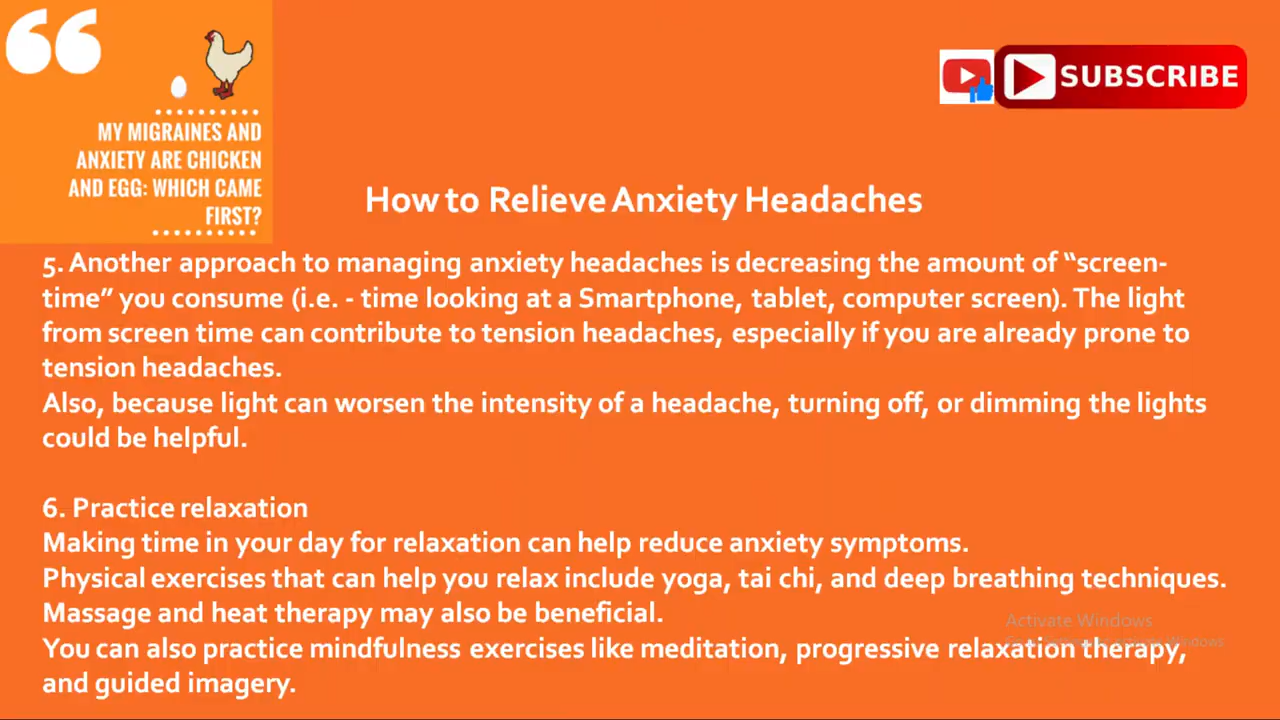 MY MIGRAINES AND
ANXIETY ARE CHICKEN
AND EGG: WHICH CAME
FIRST?
SUBSCRIBE
How to Relieve Anxiety Headaches
5. Another approach to managing anxiety headaches is decreasing the amount of “screen-
time” you consume (i.e. - time looking at a Smartphone, tablet, computer screen). The light
from screen time can contribute to tension headaches, especially if you are already prone to
tension headaches.
Also, because light can worsen the intensity of a headache, turning off, or dimming the lights
could be helpful.
6. Practice relaxation
Making time in your day for relaxation can help reduce anxiety symptoms.
Physical exercises that can help you relax include yoga, tai chi, and deep breathing techniques.
Massage and heat therapy may also be beneficial.
Activate Windows
You can also practice mindfulness exercises like meditation, progressive relaxation therapy,
and guided imagery.